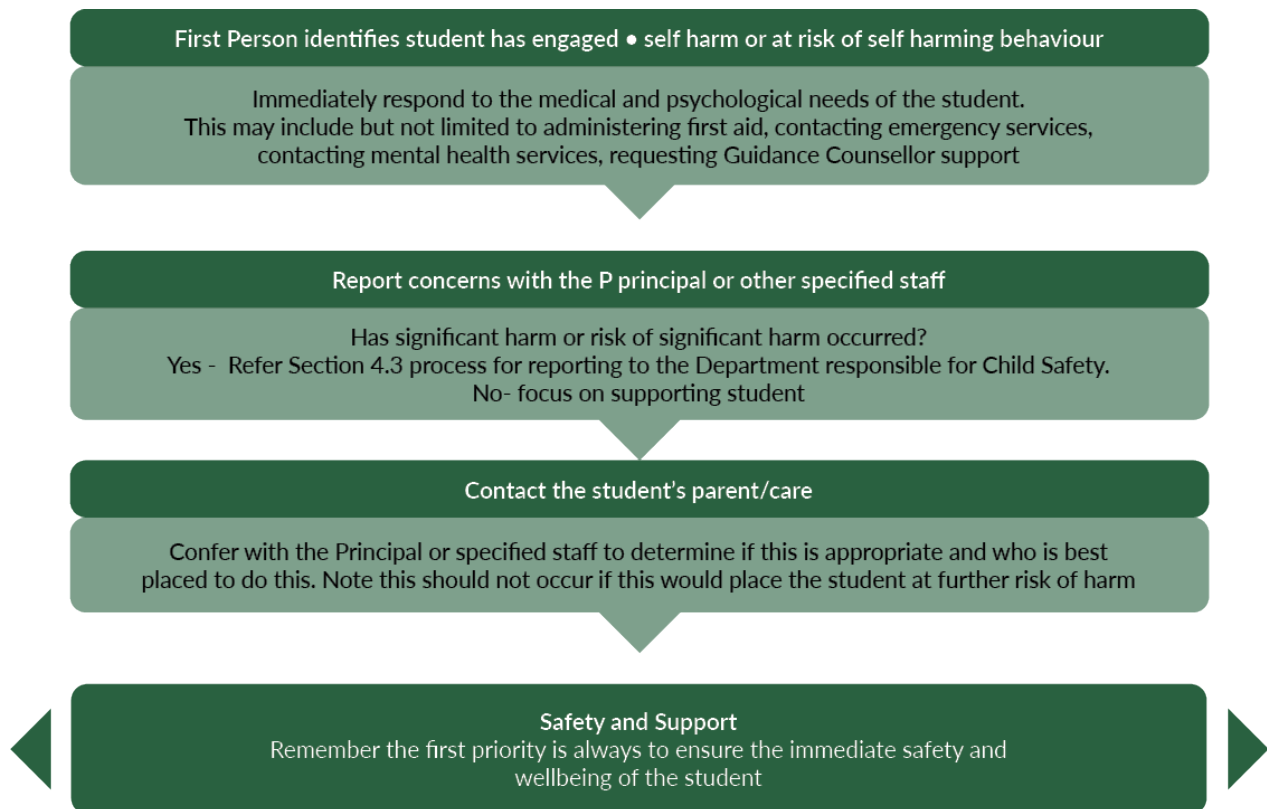 First Person identifies student has engaged • self harm or at risk of self harming behaviour
Immediately respond to the medical and psychological needs of the student.
This may include but not limited to administering first aid, contacting emergency services,
contacting mental health services, requesting Guidance Counsellor support
Report concerns with the P principal or other specified staff
Has significant harm or risk of significant harm occurred?
Yes - Refer Section 4.3 process for reporting to the Department responsible for Child Safety.
No- focus on supporting student
Contact the student's parent/care
Confer with the Principal or specified staff to determine if this is appropriate and who is best
placed to do this. Note this should not occur if this would place the student at further risk of harm
Safety and Support
Remember the first priority is always to ensure the immediate safety and
wellbeing of the student